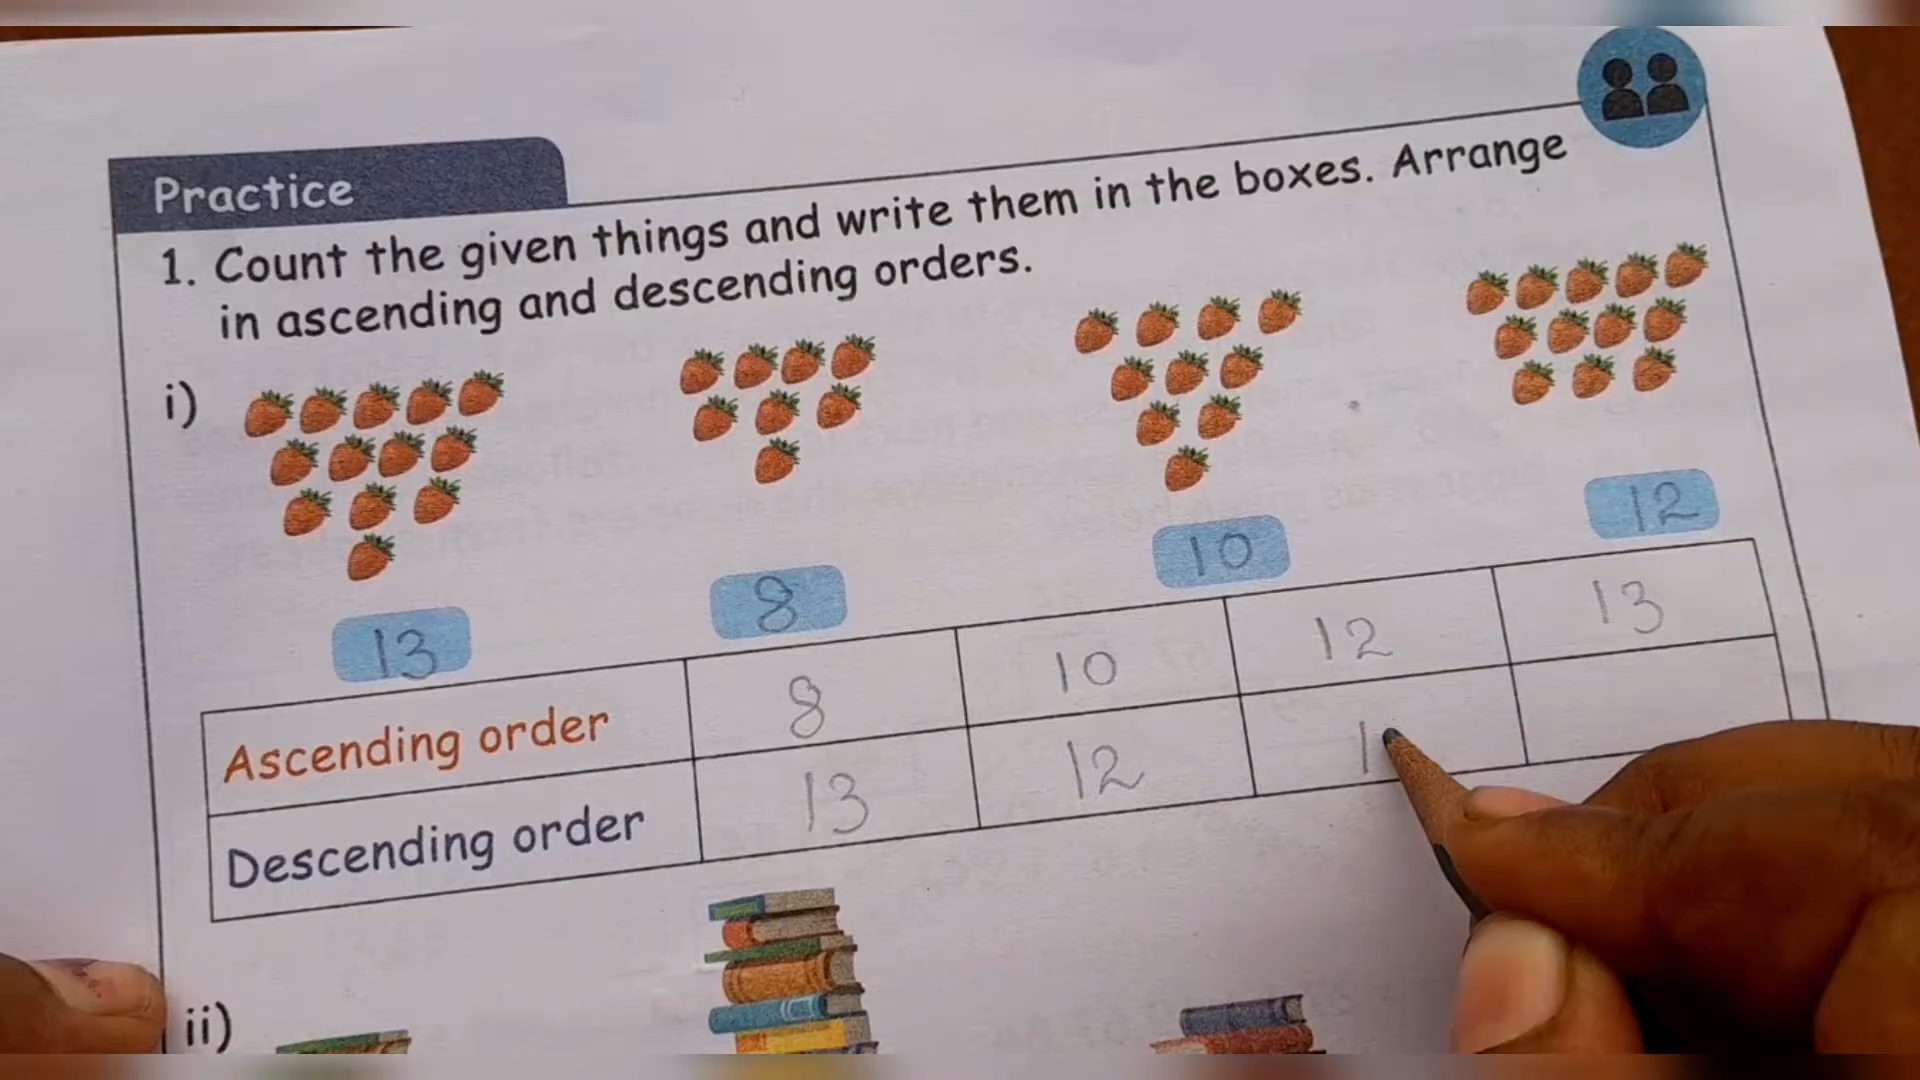 Practice
1. Count the given things and write them in the boxes. Arrange
in ascending and descending orders.
i)
13 8 10 12
Ascending order 8 10 12 13
Descending order 13 12 1
ii)